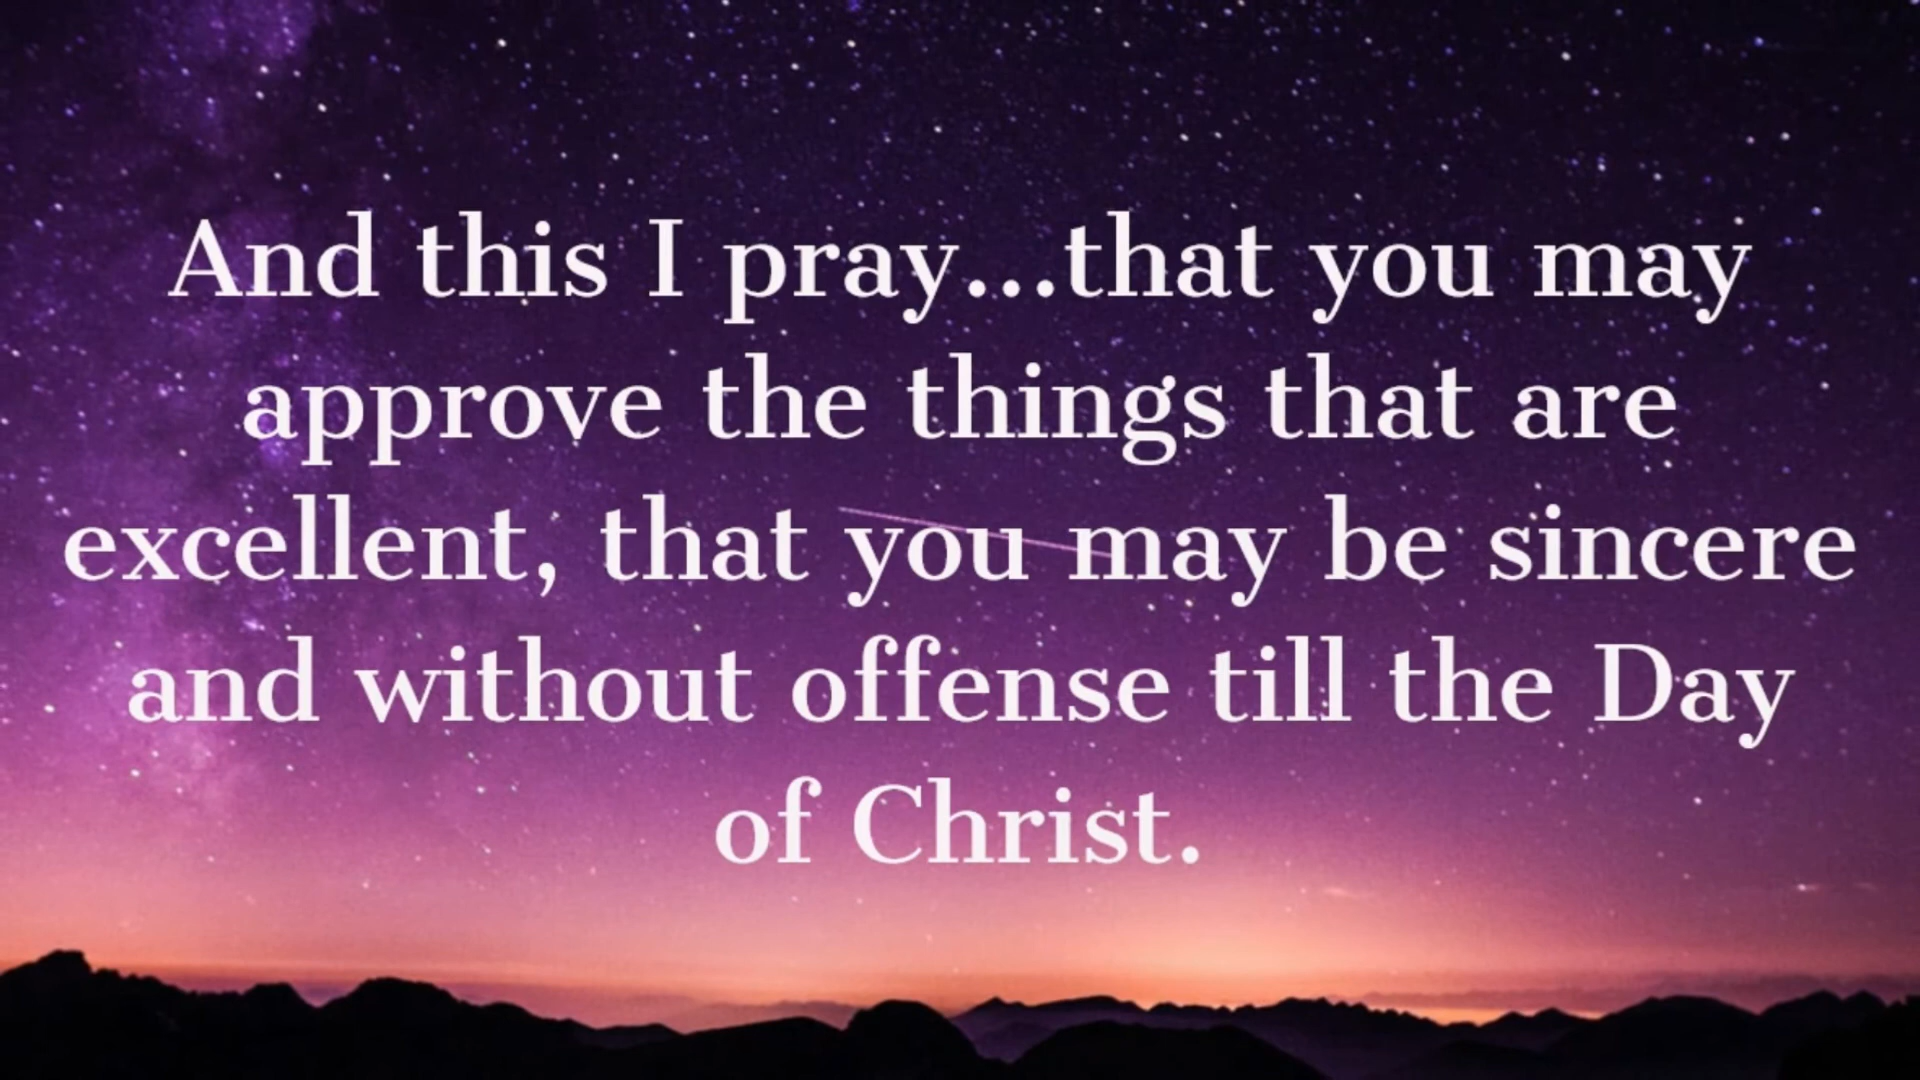 And this I pray...that you may
approve the things that are
excellent, that you may be sincere
and without offense till the Day
of Christ.